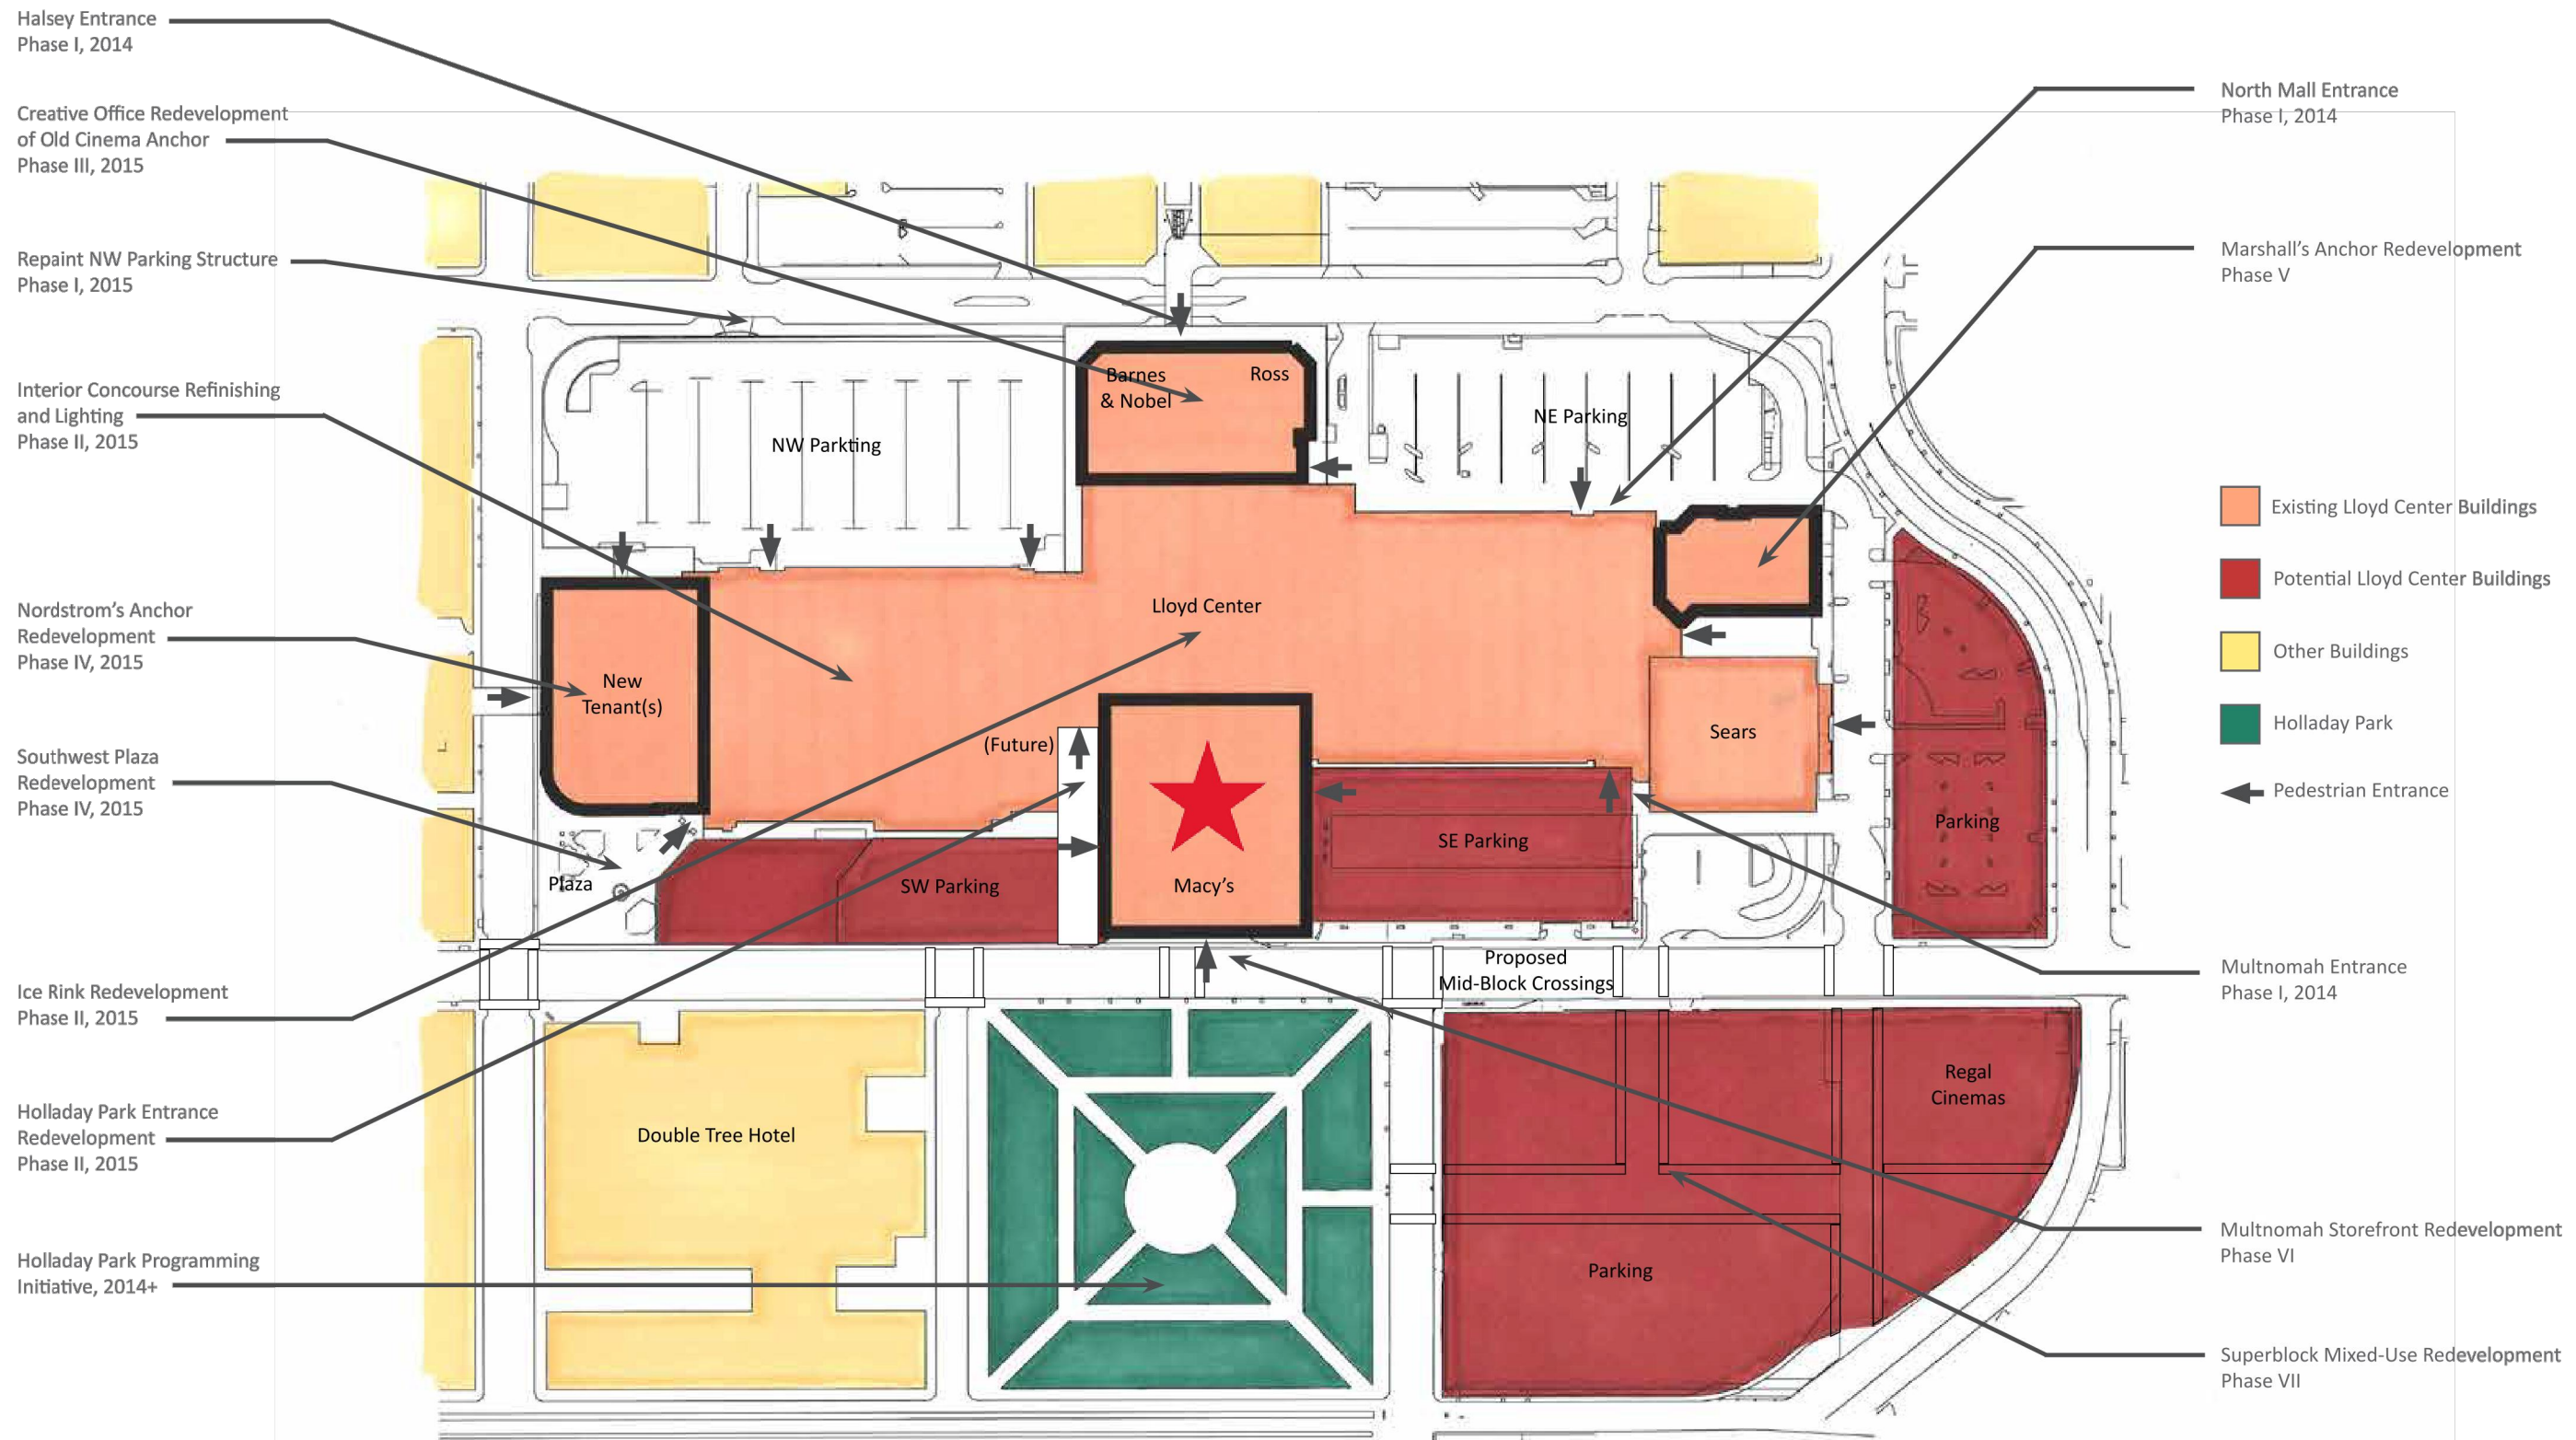 Halsey Entrance
Phase I, 2014
Creative Office Redevelopment
of Old Cinema Anchor
Phase III, 2015
Repaint NW Parking Structure
Phase I, 2015
Interior Concourse Refinishing
and Lighting
Phase II, 2015
Nordstrom's Anchor
Redevelopment
Phase IV, 2015
Southwest Plaza
Redevelopment
Phase IV, 2015
Ice Rink Redevelopment
Phase II, 2015
Holladay Park Entrance
Redevelopment
Phase II, 2015
Holladay Park Programming
Initiative, 2014+
Barnes
& Nobel
Ross
NW Parkting
NE Parking
Lloyd Center
New
Tenant(s)
(Future)
Sears
Macy's
SE Parking
SW Parking
Plaza
Parking
Proposed
Mid-Block Crossings
Double Tree Hotel
Regal
Cinemas
Parking
North Mall Entrance
Phase I, 2014
Marshall's Anchor Redevelopment
Phase V
Existing Lloyd Center Buildings
Potential Lloyd Center Buildings
Other Buildings
Holladay Park
Pedestrian Entrance
Multnomah Entrance
Phase I, 2014
Multnomah Storefront Redevelopment
Phase VI
Superblock Mixed-Use Redevelopment
Phase VII